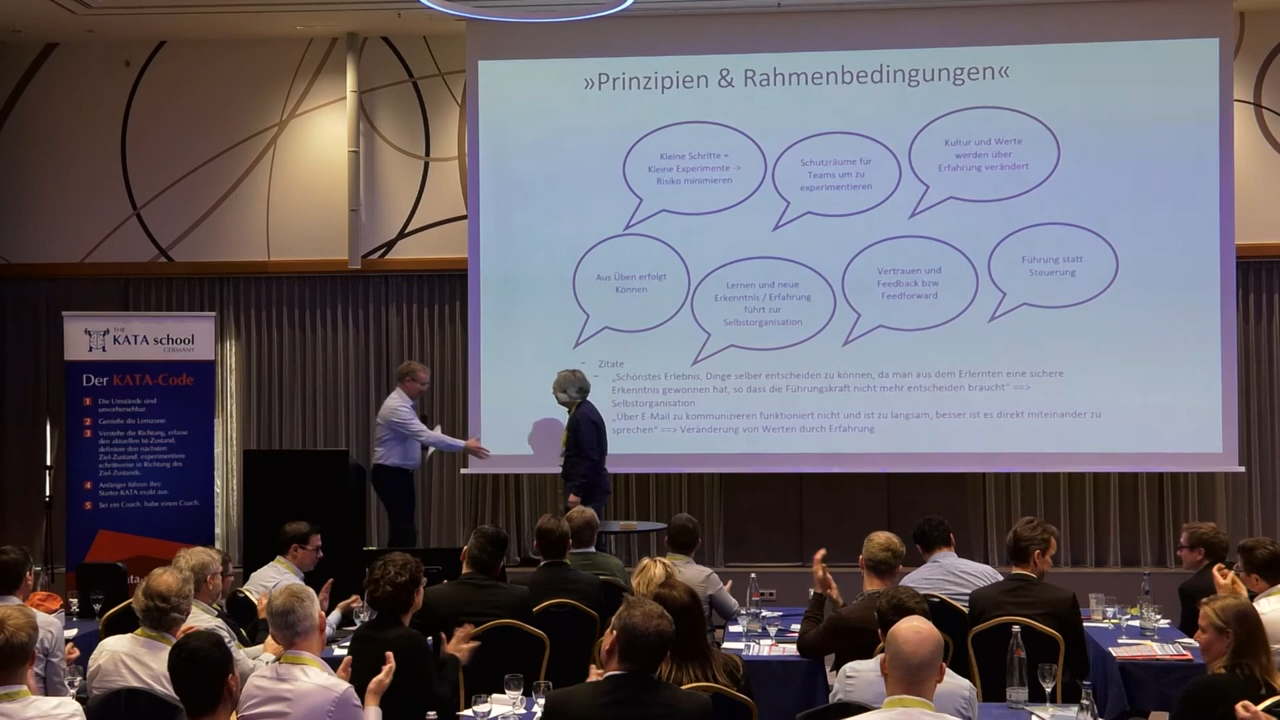 »Prinzipien & Rahmenbedingungen«
Kleine Schritte =
Kleine Experimente ->
Risiko minimieren
Schutzräume für
Teams um zu
experimentieren
Kultur und Werte
werden über
Erfahrung verändert
Aus Üben erfolgt
Können
Lernen und neue
Erkenntnis / Erfahrung
führt zur
Selbstorganisation
Vertrauen und
Feedback bzw
Feedforward
Führung statt
Steuerung
– Zitate
– „Schönstes Erlebnis, Dinge selber entscheiden zu können, da man aus dem Erlernten eine sichere
Erkenntnis gewonnen hat, so dass die Führungskraft nicht mehr entscheiden braucht“ ==>
Selbstorganisation
„Über E-Mail zu kommunizieren funktioniert nicht und ist zu langsam, besser ist es direkt miteinander zu
sprechen“ ==> Veränderung von Werten durch Erfahrung
THE
KATA school
GERMANY
Der KATA-Code
1 Die Umstände sind
unvorhersehbar.
2 Genieße die Lernzone.
3 Verstehe die Richtung, erfasse
den aktuellen Ist-Zustand,
definiere den nächsten
Ziel-Zustand, experimentiere
schrittweise in Richtung des
Ziel-Zustands.
4 Anfänger führen ihre
Starter-KATA exakt aus.
5 Sei ein Coach, habe einen Coach.